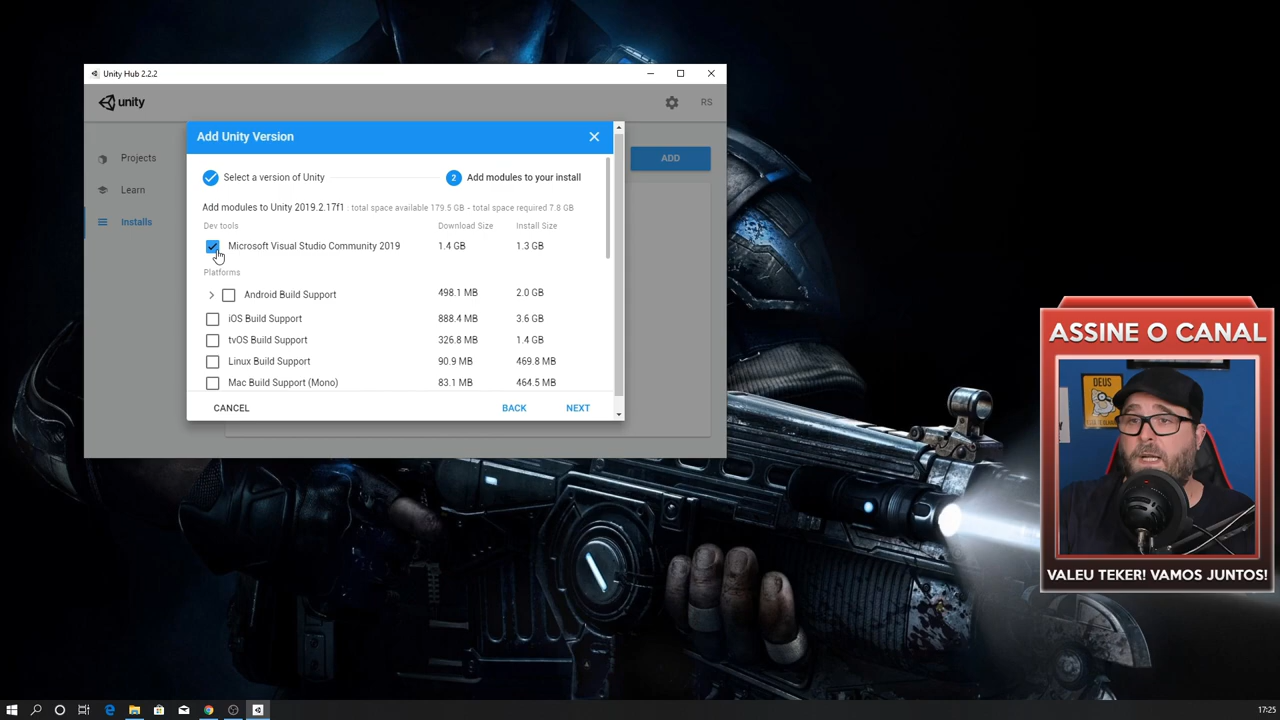 Unity Hub 2.2.2
unity
RS
Projects
Learn
Installs
ADD
Add Unity Version
Select a version of Unity
2 Add modules to your install
Add modules to Unity 2019.2.17f1 : total space available 179.5 GB - total space required 7.8 GB
Dev tools Download Size Install Size
Microsoft Visual Studio Community 2019 1.4 GB 1.3 GB
Platforms
Android Build Support 498.1 MB 2.0 GB
iOS Build Support 888.4 MB 3.6 GB
tvOS Build Support 326.8 MB 1.4 GB
Linux Build Support 90.9 MB 469.8 MB
Mac Build Support (Mono) 83.1 MB 464.5 MB
CANCEL BACK NEXT
ASSINE O CANAL
DEUS
VALEU TEKER! VAMOS JUNTOS!
17:25